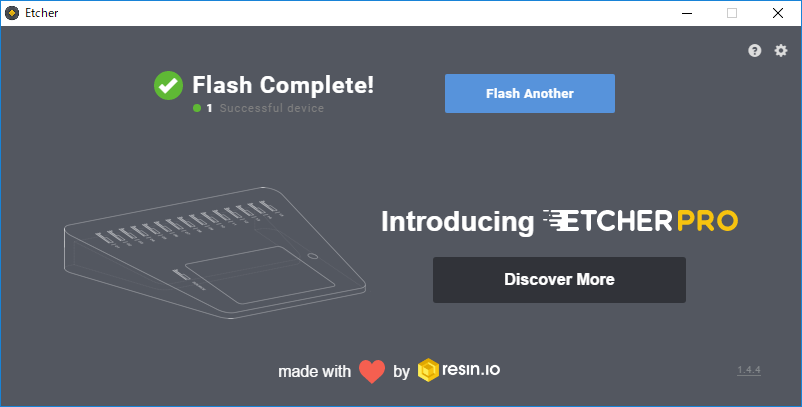 Etcher
Flash Complete!
1 Successful device
Flash Another
Introducing ETCHER PRO
Discover More
made with by resin.io
1.4.4